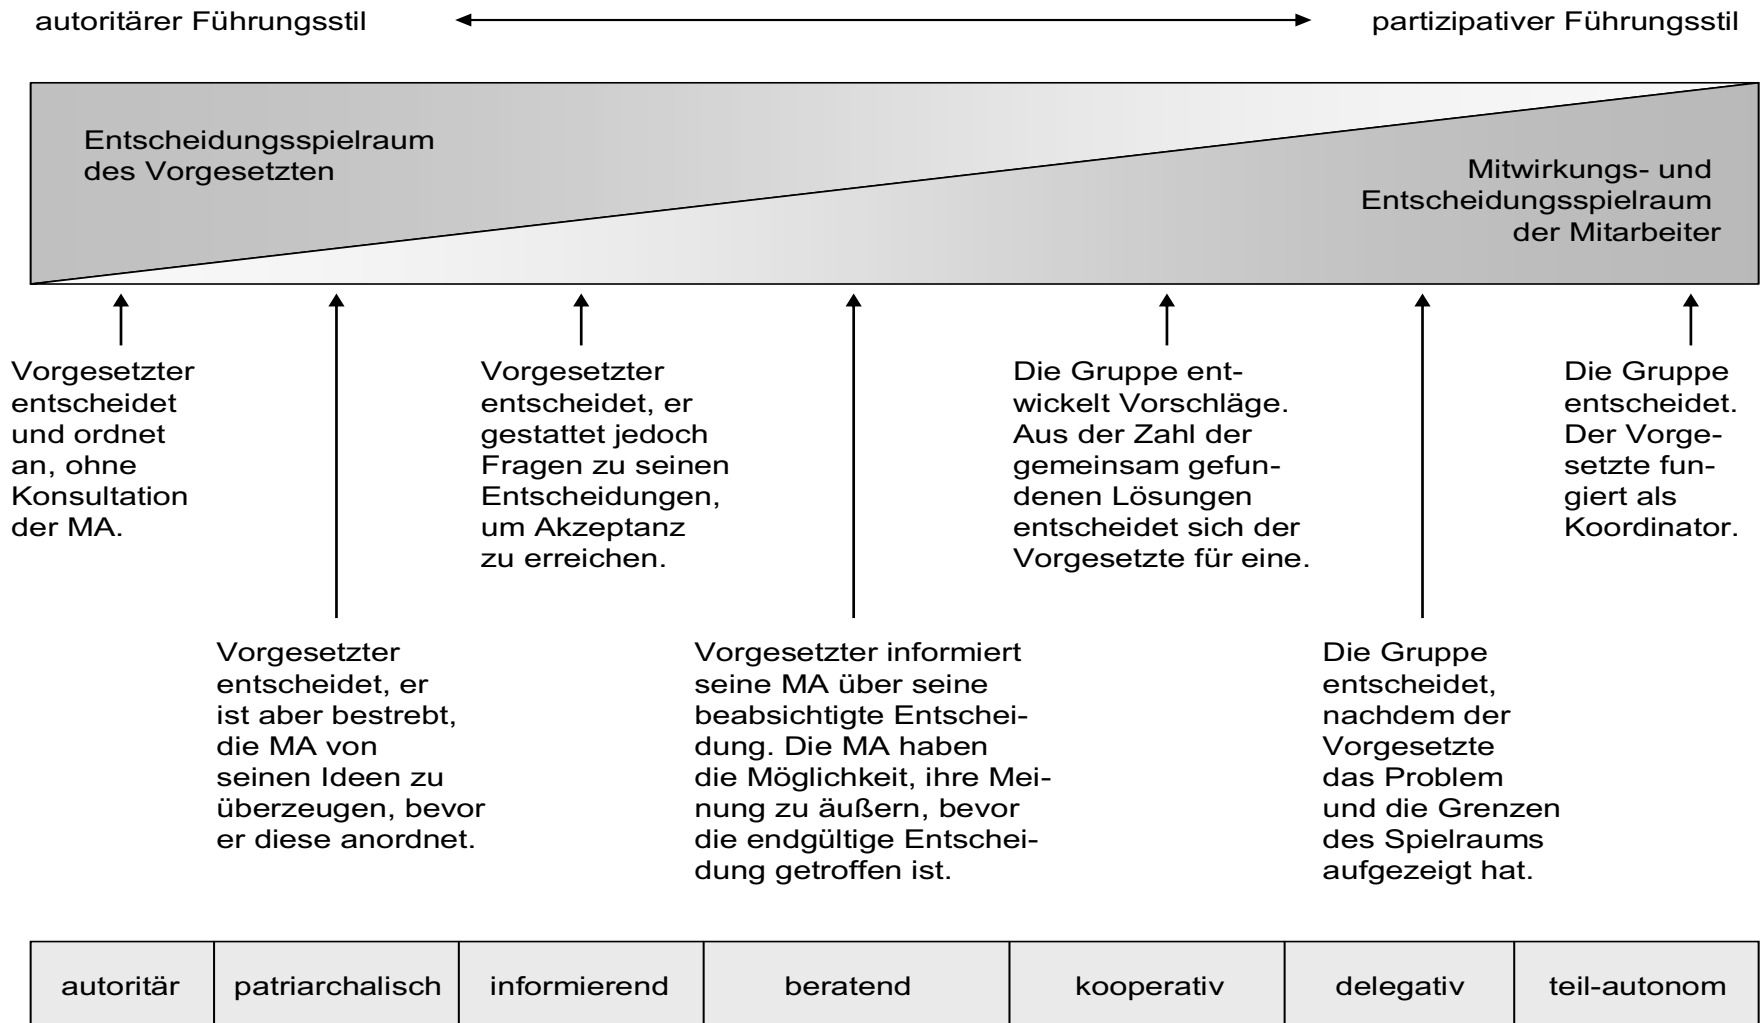 autoritärer Führungsstil
partizipativer Führungsstil
Entscheidungsspielraum
des Vorgesetzten
Mitwirkungs- und
Entscheidungsspielraum
der Mitarbeiter
Vorgesetzter
entscheidet
und ordnet
an, ohne
Konsultation
der MA.
Vorgesetzter
entscheidet, er
ist aber bestrebt,
die MA von
seinen Ideen zu
überzeugen, bevor
er diese anordnet.
Vorgesetzter
entscheidet, er
gestattet jedoch
Fragen zu seinen
Entscheidungen,
um Akzeptanz
zu erreichen.
Vorgesetzter informiert
seine MA über seine
beabsichtigte Entschei-
dung. Die MA haben
die Möglichkeit, ihre Mei-
nung zu äußern, bevor
die endgültige Entschei-
dung getroffen ist.
Die Gruppe ent-
wickelt Vorschläge.
Aus der Zahl der
gemeinsam gefun-
denen Lösungen
entscheidet sich der
Vorgesetzte für eine.
Die Gruppe
entscheidet,
nachdem der
Vorgesetzte
das Problem
und die Grenzen
des Spielraums
aufgezeigt hat.
Die Gruppe
entscheidet.
Der Vorge-
setzte fun-
giert als
Koordinator.
autoritär
patriarchalisch
informierend
beratend
kooperativ
delegativ
teil-autonom